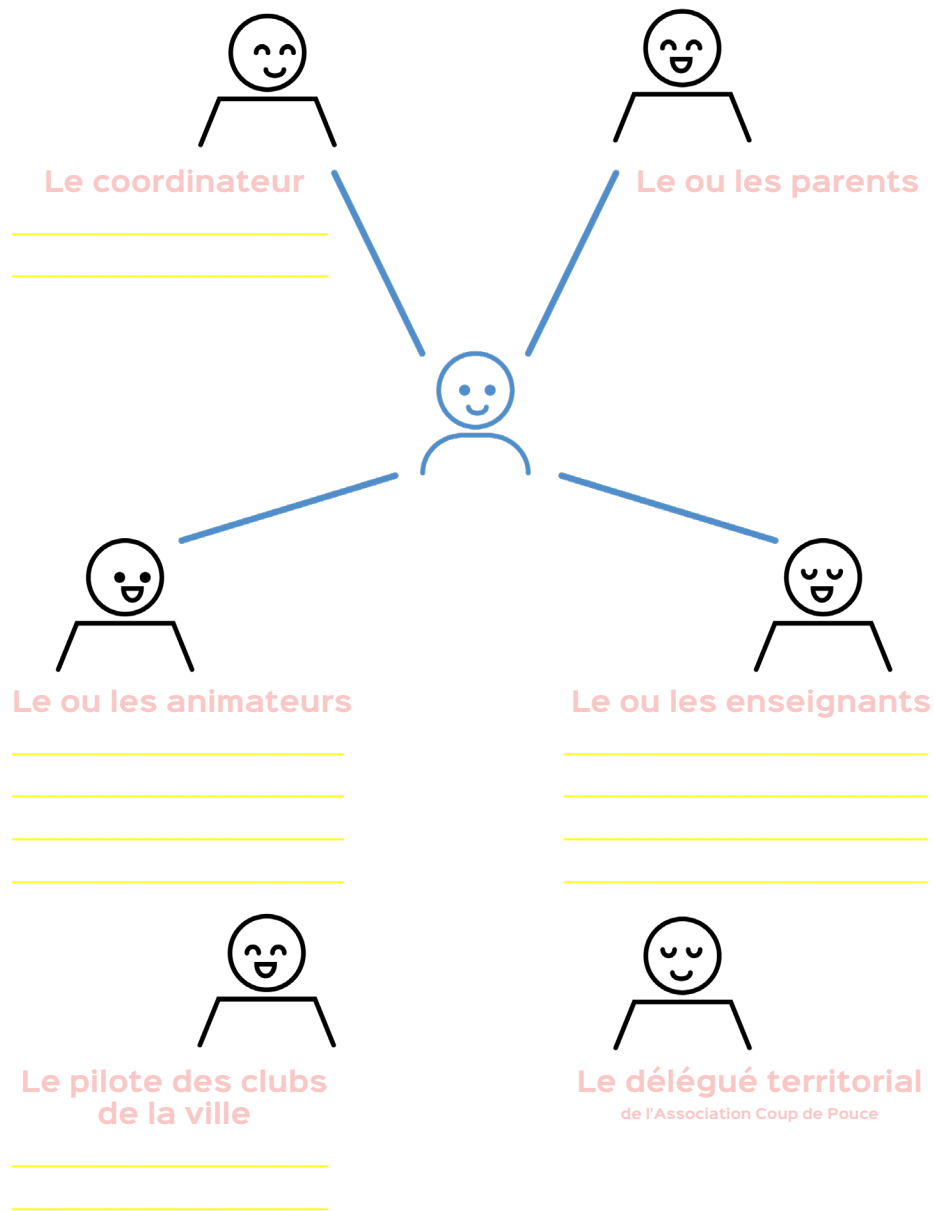 Le coordinateur
Le ou les parents
Le ou les animateurs
Le ou les enseignants
Le pilote des clubs
de la ville
Le délégué territorial
de l'Association Coup de Pouce